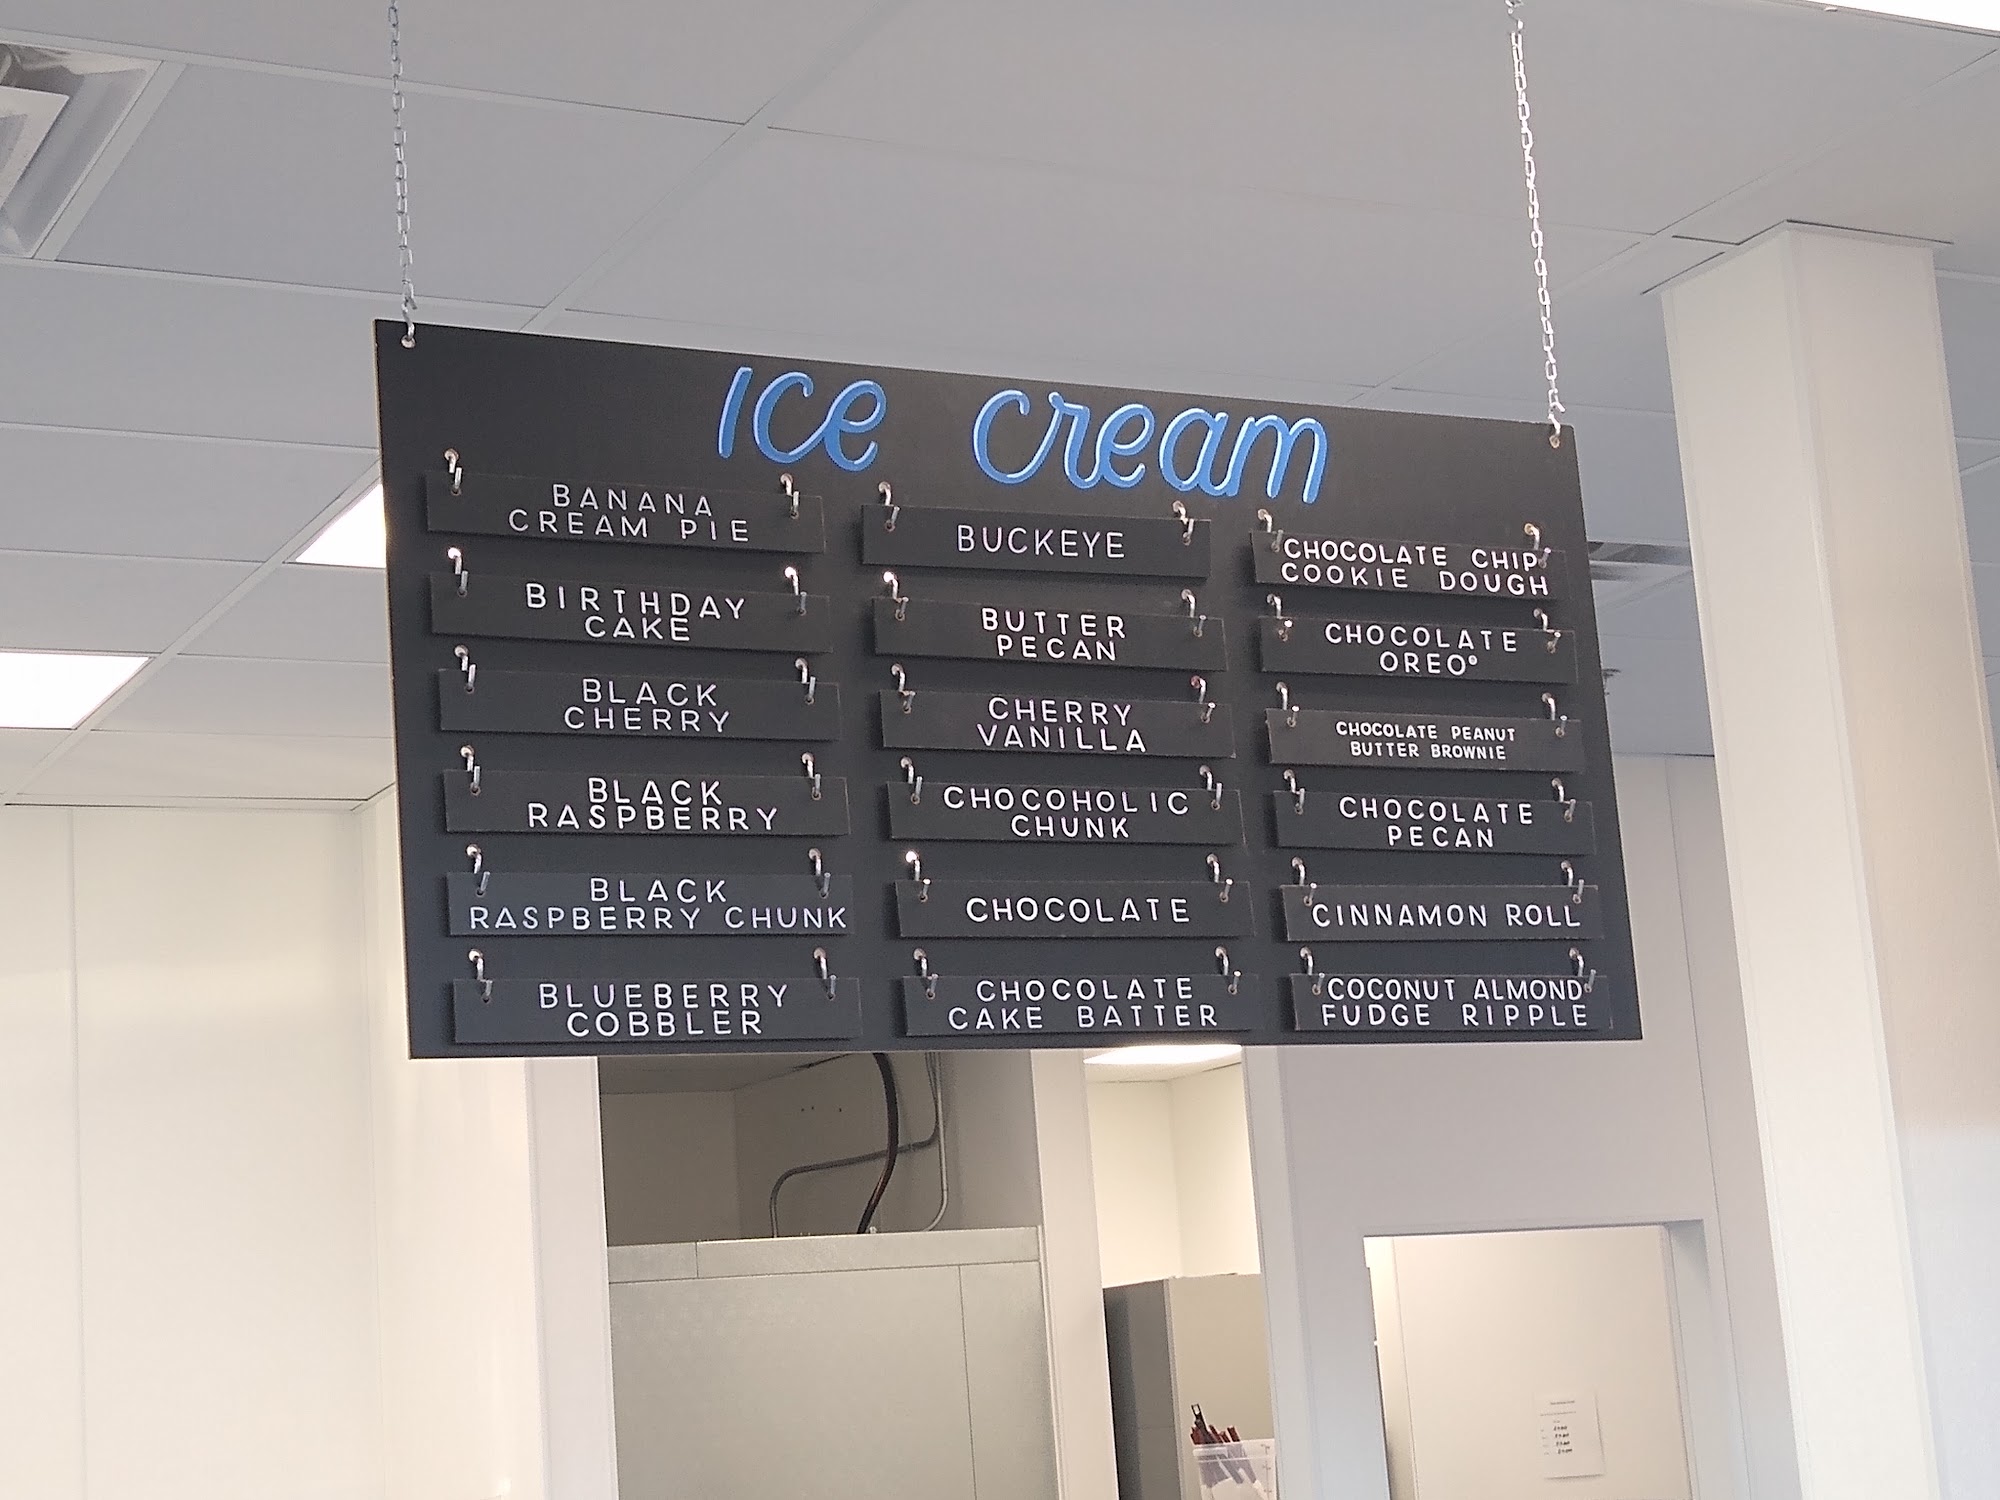 Ice cream
BANANA
CREAM PIE
BIRTHDAY
CAKE
BLACK
CHERRY
BLACK
RASPBERRY
BLACK
RASPBERRY CHUNK
BLUEBERRY
COBBLER
BUCKEYE
BUTTER
PECAN
CHERRY
VANILLA
CHOCOHOLIC
CHUNK
CHOCOLATE
CHOCOLATE
CAKE BATTER
CHOCOLATE CHIP
COOKIE DOUGH
CHOCOLATE
OREO®
CHOCOLATE PEANUT
BUTTER BROWNIE
CHOCOLATE
PECAN
CINNAMON ROLL
COCONUT ALMOND
FUDGE RIPPLE